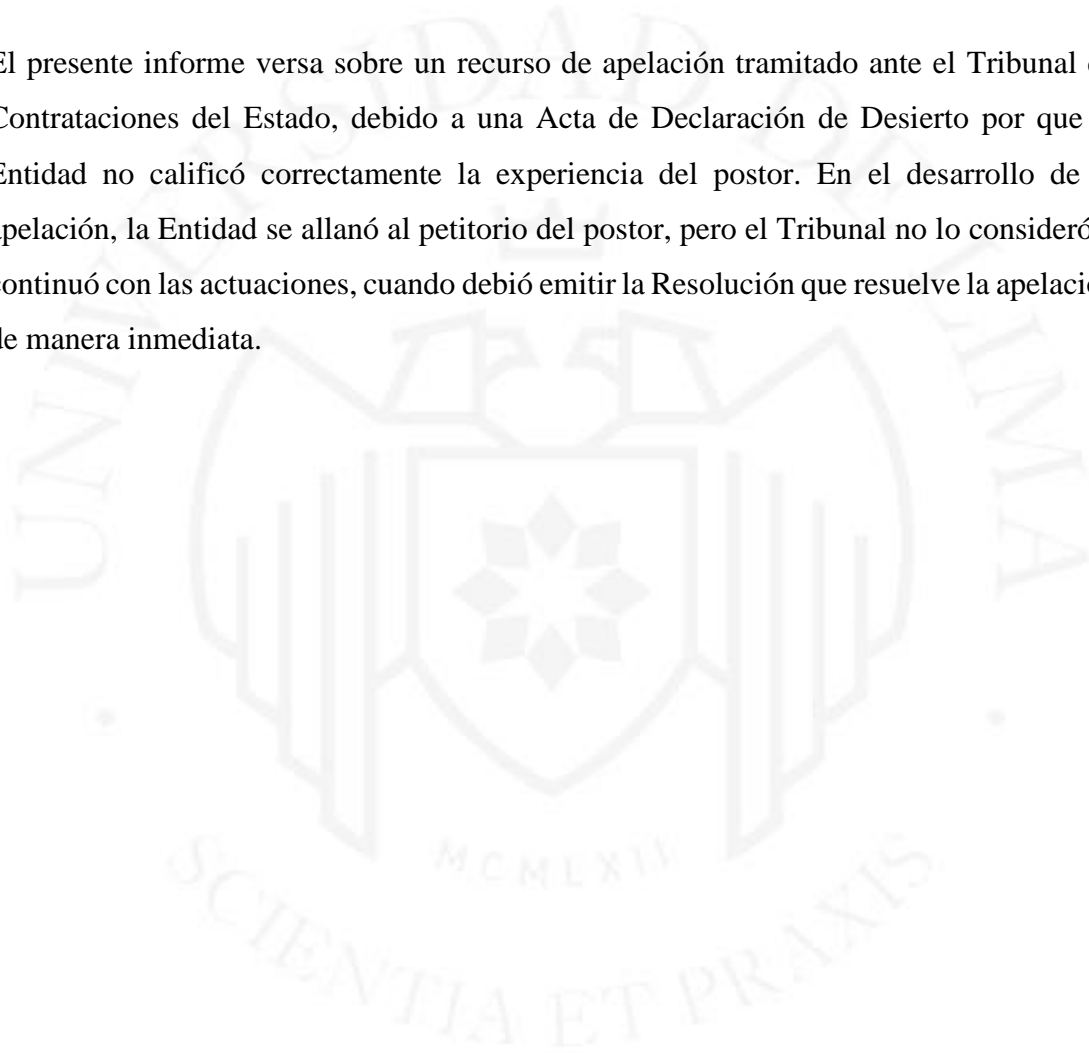 El presente informe versa sobre un recurso de apelación tramitado ante el Tribunal
Contrataciones del Estado, debido a una Acta de Declaración de Desierto por que
Entidad no calificó correctamente la experiencia del postor. En el desarrollo de
apelación, la Entidad se allanó al petitorio del postor, pero el Tribunal no lo consideró
continuó con las actuaciones, cuando debió emitir la Resolución que resuelve la
de manera inmediata.
UNIVERSIDAD DE LIMA
MCMLXII
SCIENTIA ET PRAXIS